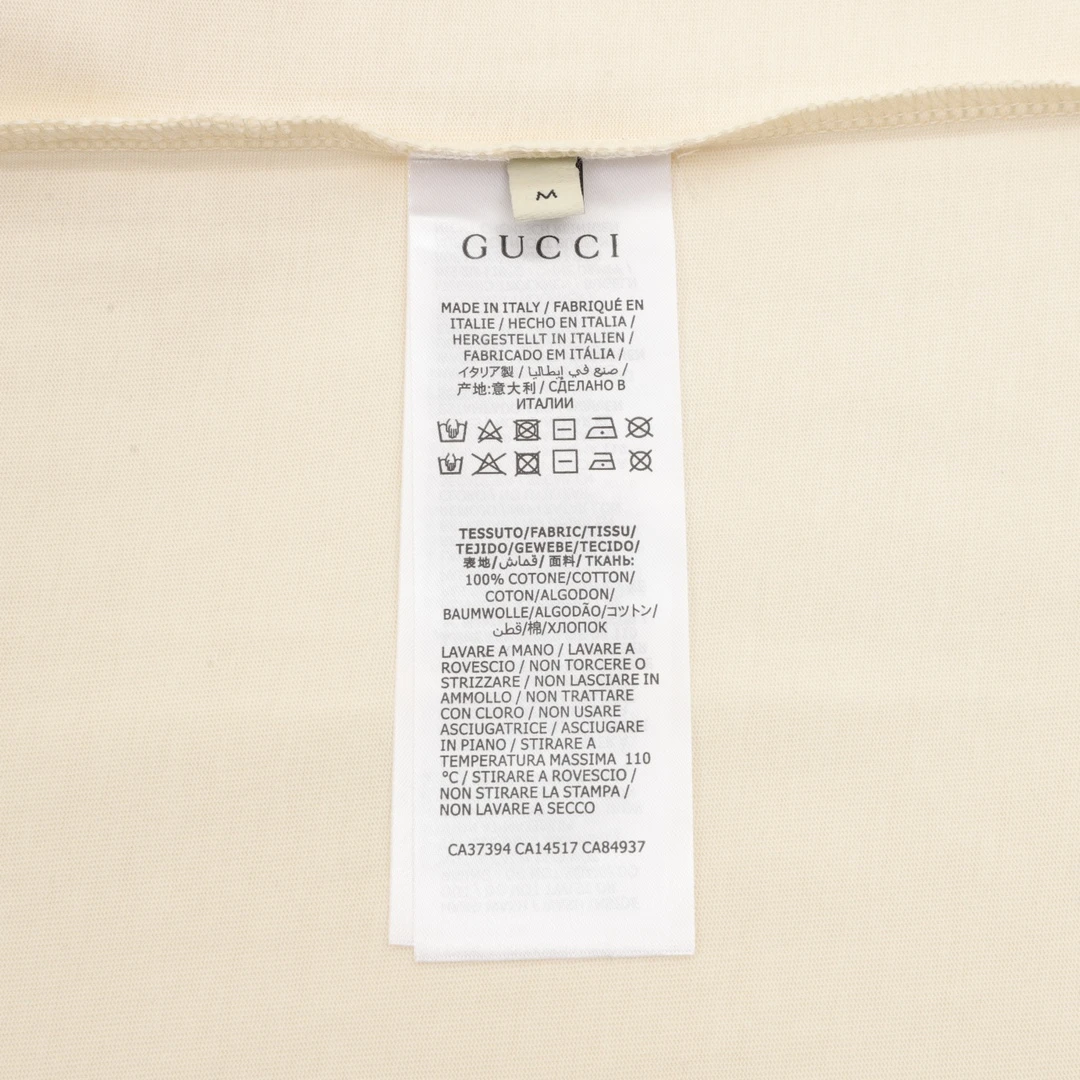 M
GUCCI
MADE IN ITALY / FABRIQUÉ EN
ITALIE / HECHO EN ITALIA /
HERGESTELLT IN ITALIEN /
FABRICADO EM ITÁLIA /
イタリア製 / صنع في إيطاليا /
产地:意大利 / СДЕЛАНО В
ИТАЛИИ
TESSUTO/FABRIC/TISSU/
TEJIDO/GEWEBE/TECIDO/
表地/قماش/ 面料/ ТКАНЬ:
100% COTONE/COTTON/
COTON/ALGODON/
BAUMWOLLE/ALGODÃO/コットン/
قطن/棉/ХЛОПОК
LAVARE A MANO / LAVARE A
ROVESCIO / NON TORCERE O
STRIZZARE / NON LASCIARE IN
AMMOLLO / NON TRATTARE
CON CLORO / NON USARE
ASCIUGATRICE / ASCIUGARE
IN PIANO / STIRARE A
TEMPERATURA MASSIMA 110
°C / STIRARE A ROVESCIO /
NON STIRARE LA STAMPA /
NON LAVARE A SECCO
CA37394 CA14517 CA84937